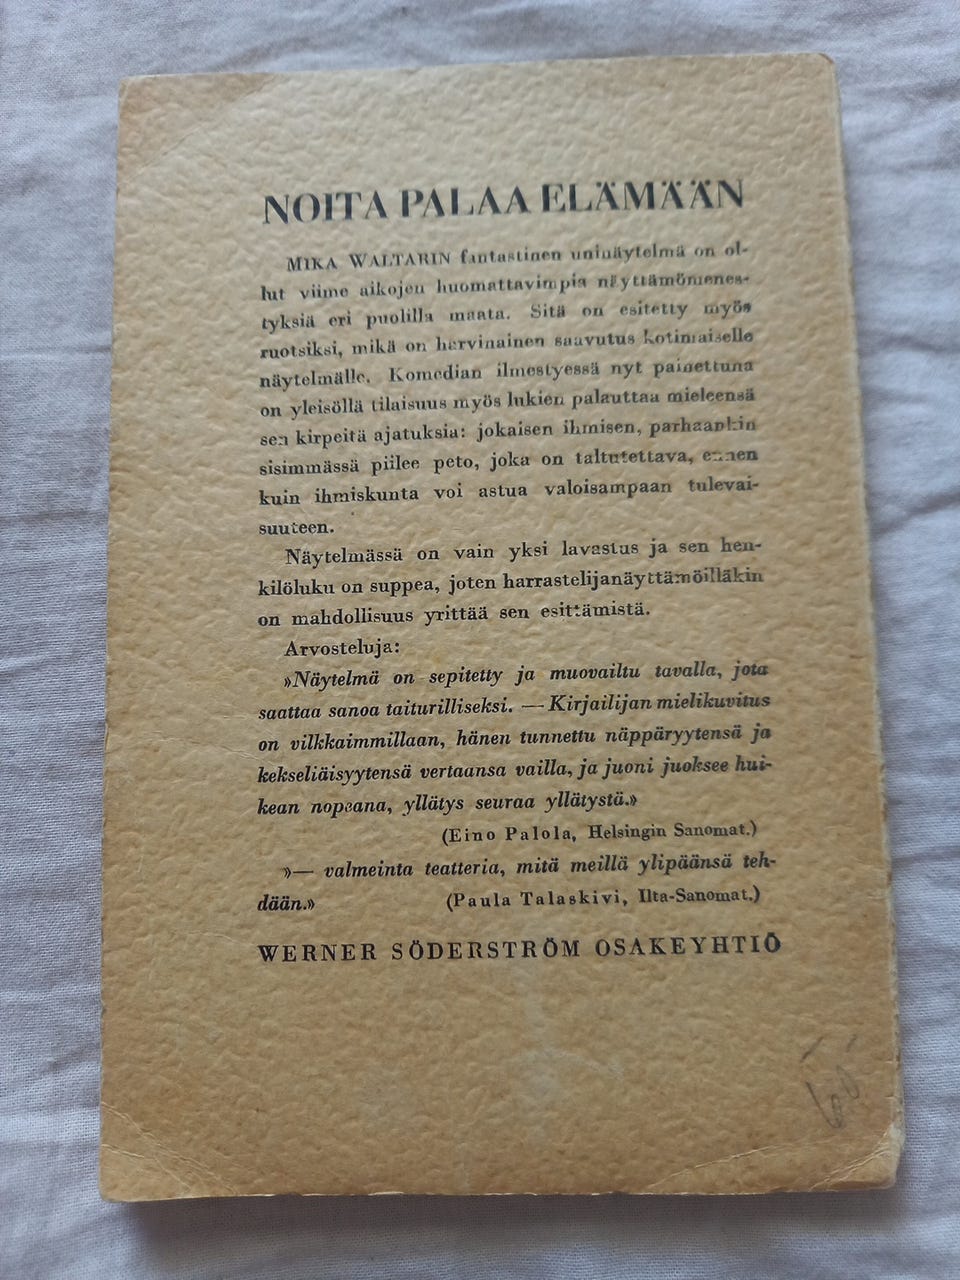 NOITA PALAA ELÄMÄÄN
MIKA WALTARIN fantastinen uninäytelmä on ol-
lut viime aikojen huomattavimpia näyttämömenes-
tyksiä eri puolilla maata. Sitä on esitetty myös
ruotsiksi, mikä on harvinainen saavutus kotimaiselle
näytelmälle. Komedian ilmestyessä nyt painettuna
on yleisöllä tilaisuus myös lukien palauttaa mieleensä
sen kirpeitä ajatuksia: jokaisen ihmisen, parhaankin
sisimmässä piilee peto, joka on taltutettava, ennen
kuin ihmiskunta voi astua valoisampaan tulevai-
suuteen.
Näytelmässä on vain yksi lavastus ja sen hen-
kilöluku on suppea, joten harrastelijanäyttämöilläkin
on mahdollisuus yrittää sen esittämistä.
Arvosteluja:
»Näytelmä on sepitetty ja muovailtu tavalla, jota
saattaa sanoa taiturilliseksi. — Kirjailijan mielikuvitus
on vilkkaimmillaan, hänen tunnettu näppäryytensä ja
kekseliäisyytensä vertaansa vailla, ja juoni juoksee hui-
kean nopeana, yllätys seuraa yllätystä.»
(Eino Palola, Helsingin Sanomat.)
»— valmeinta teatteria, mitä meillä ylipäänsä teh-
dään.» (Paula Talaskivi, Ilta-Sanomat.)
WERNER SÖDERSTRÖM OSAKEYHTIÖ
60